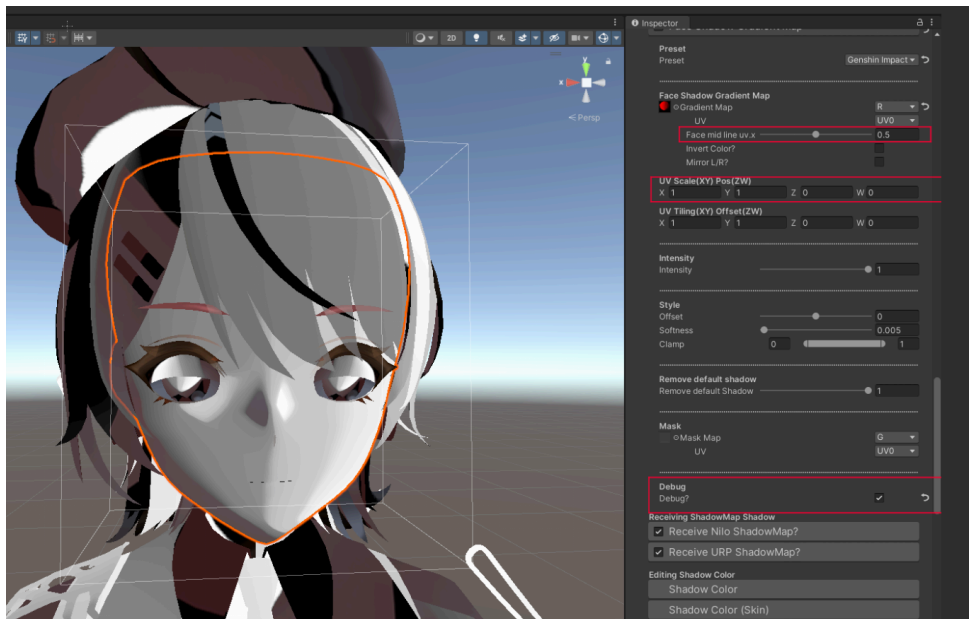 Inspector
2D
y
x
Persp
Preset
Preset Genshin Impact
Face Shadow Gradient Map
Gradient Map R
UV UV0
Face mid line uv.x 0.5
Invert Color?
Mirror L/R?
UV Scale(XY) Pos(ZW)
X 1 Y 1 Z 0 W 0
UV Tiling(XY) Offset(ZW)
X 1 Y 1 Z 0 W 0
Intensity
Intensity 1
Style
Offset 0
Softness 0.005
Clamp 0 1
Remove default shadow
Remove default Shadow 1
Mask
Mask Map G
UV UV0
Debug
Debug?
Receiving ShadowMap Shadow
Receive Nilo ShadowMap?
Receive URP ShadowMap?
Editing Shadow Color
Shadow Color
Shadow Color (Skin)